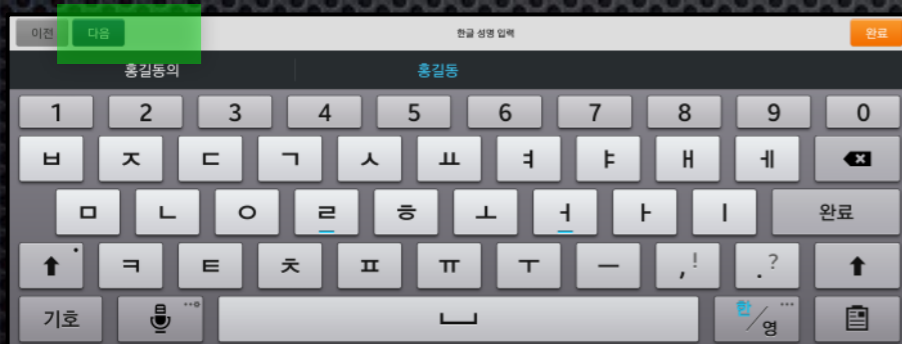 이전 다음 한글 성명 입력 완료
홍길동의 홍길동
1 2 3 4 5 6 7 8 9 0
ㅂ ㅈ ㄷ ㄱ ㅅ ㅛ ㅕ ㅑ ㅐ ㅔ
ㅁ ㄴ ㅇ ㄹ ㅎ ㅗ ㅓ ㅏ ㅣ 완료
ㅋ ㅌ ㅊ ㅍ ㅠ ㅜ ㅡ , ! . ?
기호 한/영